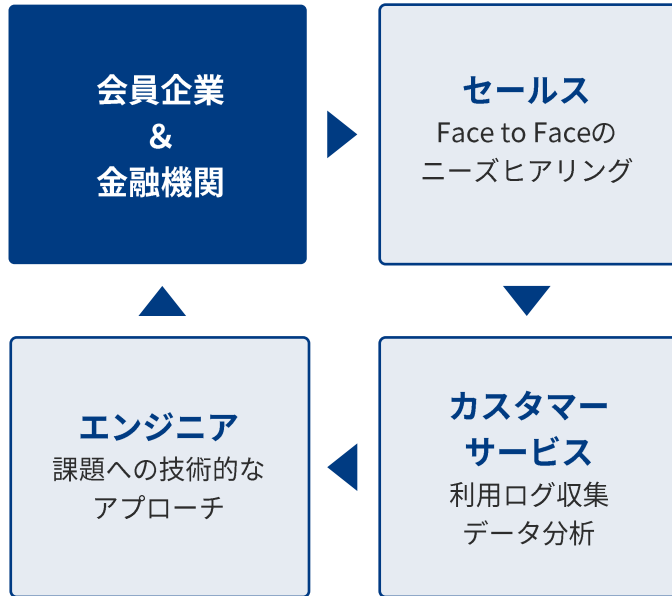 会員企業
&
金融機関
セールス
Face to Faceの
ニーズヒアリング
エンジニア
課題への技術的な
アプローチ
カスタマー
サービス
利用ログ収集
データ分析